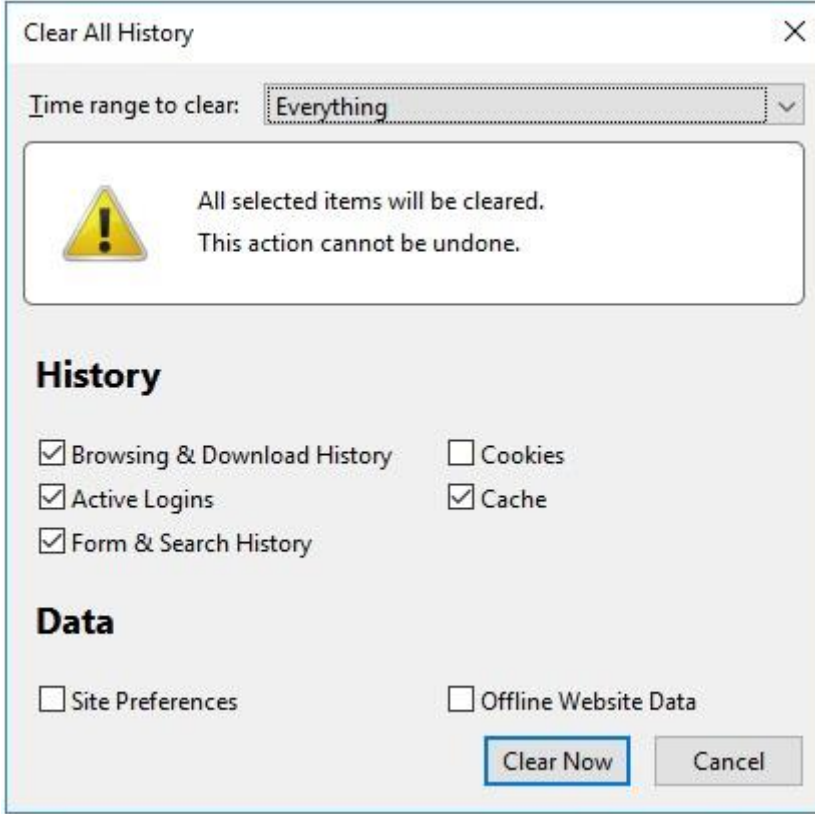 Clear All History
Time range to clear: Everything
All selected items will be cleared.
This action cannot be undone.
History
Browsing & Download History Cookies
Active Logins Cache
Form & Search History
Data
Site Preferences Offline Website Data
Clear Now Cancel